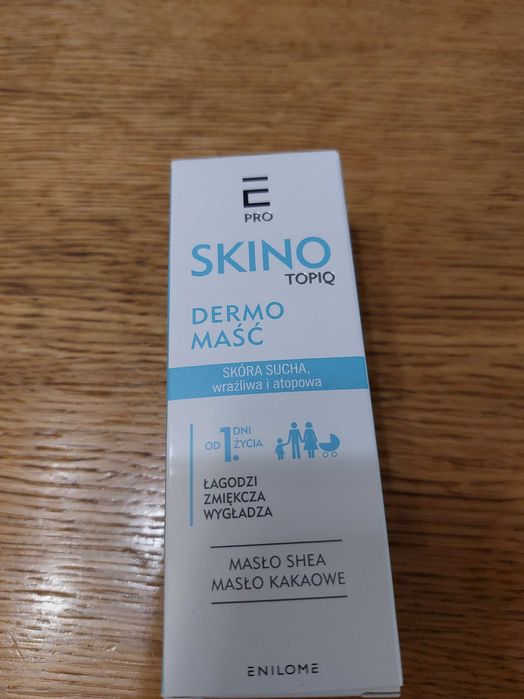 E
PRO
SKINO
TOPIQ
DERMO
MAŚĆ
SKÓRA SUCHA,
wrażliwa i atopowa
OD 1. DNI ŻYCIA
ŁAGODZI
ZMIĘKCZA
WYGŁADZA
MASŁO SHEA
MASŁO KAKAOWE
ENILOME